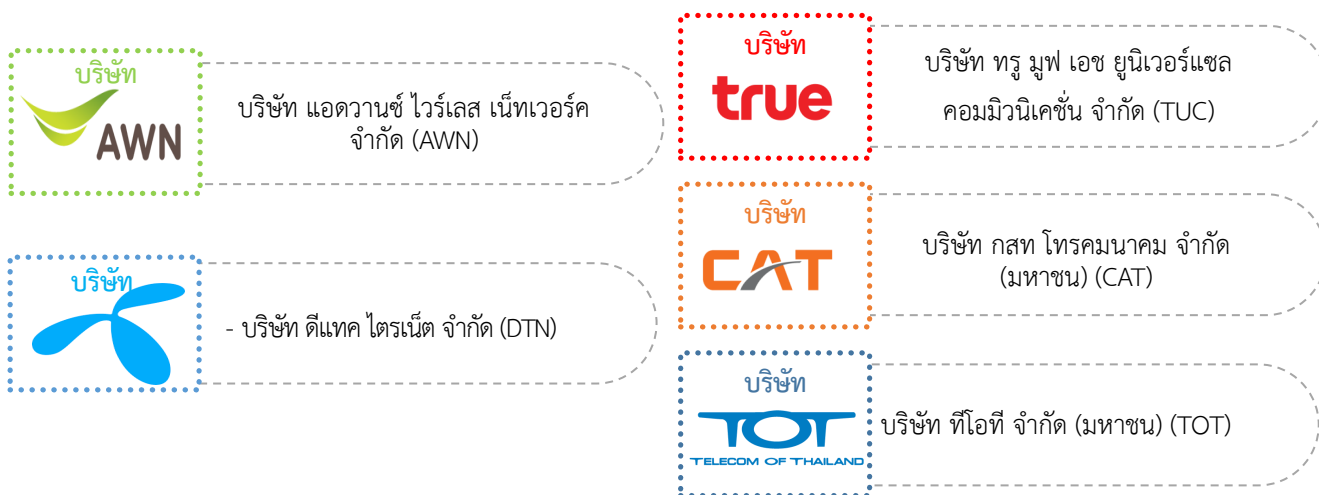 บริษัท
AWN
บริษัท แอดวานซ์ ไวร์เลส เน็ทเวอร์ค
จำกัด (AWN)
บริษัท
- บริษัท ดีแทค ไตรเน็ต จำกัด (DTN)
บริษัท
true
บริษัท ทรู มูฟ เอช ยูนิเวอร์แซล
คอมมิวนิเคชั่น จำกัด (TUC)
บริษัท
CAT
บริษัท กสท โทรคมนาคม จำกัด
(มหาชน) (CAT)
บริษัท
TOT
TELECOM OF THAILAND
บริษัท ทีโอที จำกัด (มหาชน) (TOT)